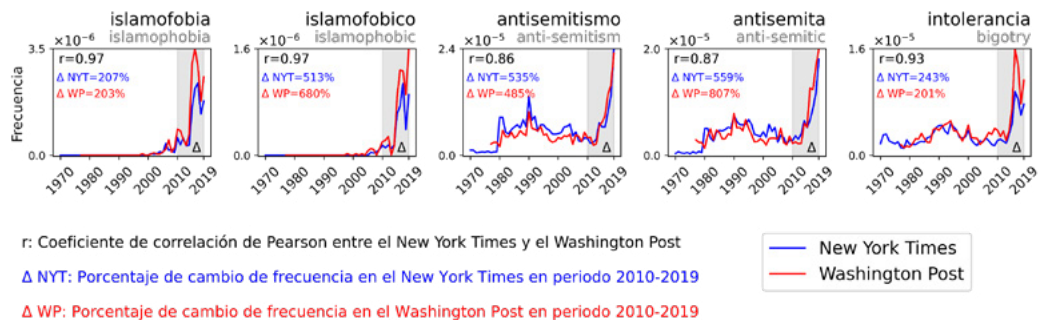 islamofobia
islamophobia
×10⁻⁶
3.5
r=0.97
Δ NYT=207%
Δ WP=203%
Δ
0.0
Frecuencia
1970 1980 1990 2000 2010 2019
islamofobico
islamophobic
×10⁻⁶
1.6
r=0.97
Δ NYT=513%
Δ WP=680%
Δ
0.0
1970 1980 1990 2000 2010 2019
antisemitismo
anti-semitism
×10⁻⁵
2.4
r=0.86
Δ NYT=535%
Δ WP=485%
Δ
0.0
1970 1980 1990 2000 2010 2019
antisemita
anti-semitic
×10⁻⁵
2.0
r=0.87
Δ NYT=559%
Δ WP=807%
Δ
0.0
1970 1980 1990 2000 2010 2019
intolerancia
bigotry
×10⁻⁵
1.6
r=0.93
Δ NYT=243%
Δ WP=201%
Δ
0.0
1970 1980 1990 2000 2010 2019
r: Coeficiente de correlación de Pearson entre el New York Times y el Washington Post
Δ NYT: Porcentaje de cambio de frecuencia en el New York Times en periodo 2010-2019
Δ WP: Porcentaje de cambio de frecuencia en el Washington Post en periodo 2010-2019
New York Times
Washington Post